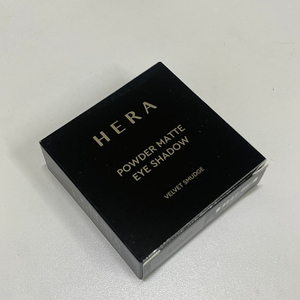 HERA
POWDER MATTE
EYE SHADOW
VELVET SMUDGE